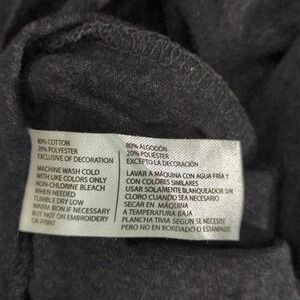 80% COTTON
20% POLYESTER
EXCLUSIVE OF DECORATION
MACHINE WASH COLD
WITH LIKE COLORS ONLY
NON-CHLORINE BLEACH
WHEN NEEDED
TUMBLE DRY LOW
WARM IRON IF NECESSARY
BUT NOT ON EMBROIDERY
OR PRINT
80% ALGODÓN
20% POLIÉSTER
EXCEPTO LA DECORACIÓN
LAVAR A MÁQUINA CON AGUA FRÍA Y
CON COLORES SIMILARES
USAR SOLAMENTE BLANQUEADOR SIN
CLORO CUANDO SEA NECESARIO
SECAR EN MÁQUINA
A TEMPERATURA BAJA
PLANCHA TIVIA SEGÚN SE NECESITE
PERO NO EN BORDADO O ESTAMPADO